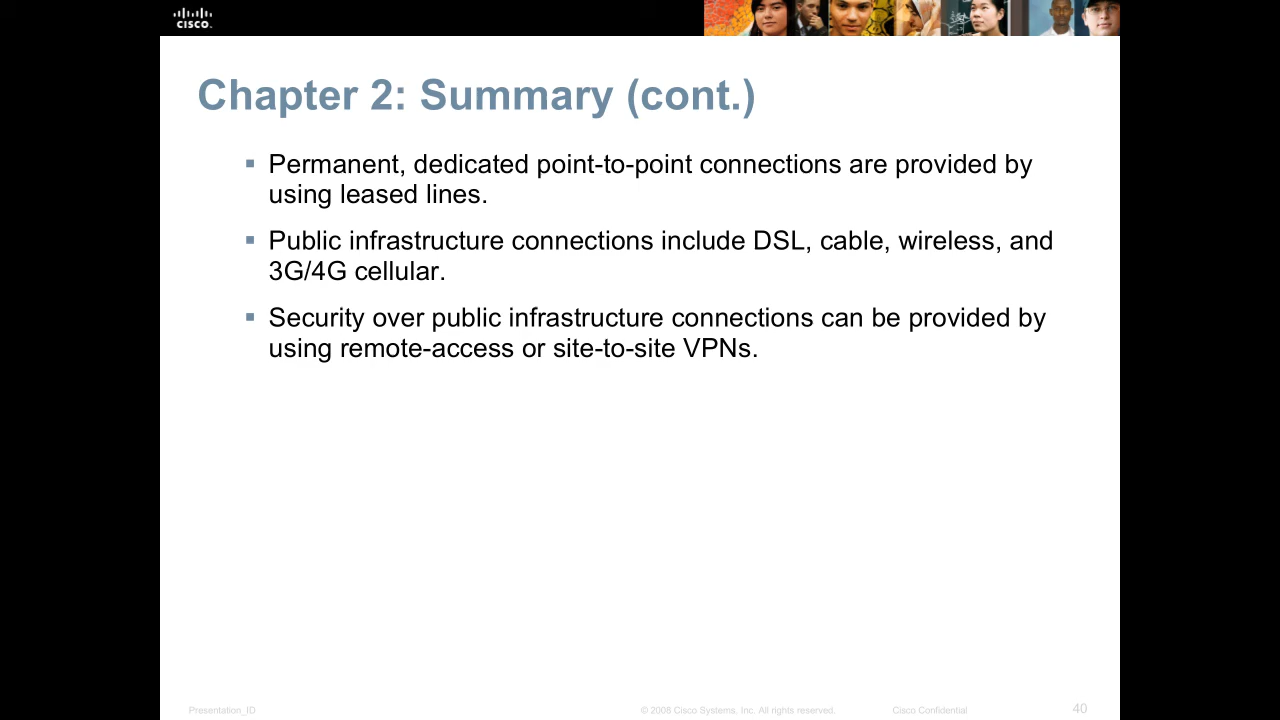 CISCO.
Chapter 2: Summary (cont.)
Permanent, dedicated point-to-point connections are provided by
using leased lines.
Public infrastructure connections include DSL, cable, wireless, and
3G/4G cellular.
Security over public infrastructure connections can be provided by
using remote-access or site-to-site VPNs.
Presentation_ID
© 2008 Cisco Systems, Inc. All rights reserved.
Cisco Confidential
40